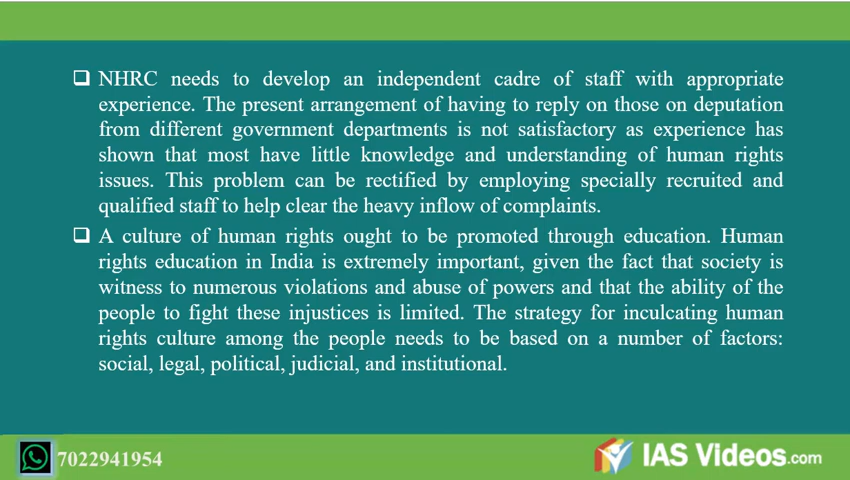 NHRC needs to develop an independent cadre of staff with appropriate
experience. The present arrangement of having to reply on those on deputation
from different government departments is not satisfactory as experience has
shown that most have little knowledge and understanding of human rights
issues. This problem can be rectified by employing specially recruited and
qualified staff to help clear the heavy inflow of complaints.
A culture of human rights ought to be promoted through education. Human
rights education in India is extremely important, given the fact that society is
witness to numerous violations and abuse of powers and that the ability of the
people to fight these injustices is limited. The strategy for inculcating human
rights culture among the people needs to be based on a number of factors:
social, legal, political, judicial, and institutional.
7022941954
IAS Videos.com